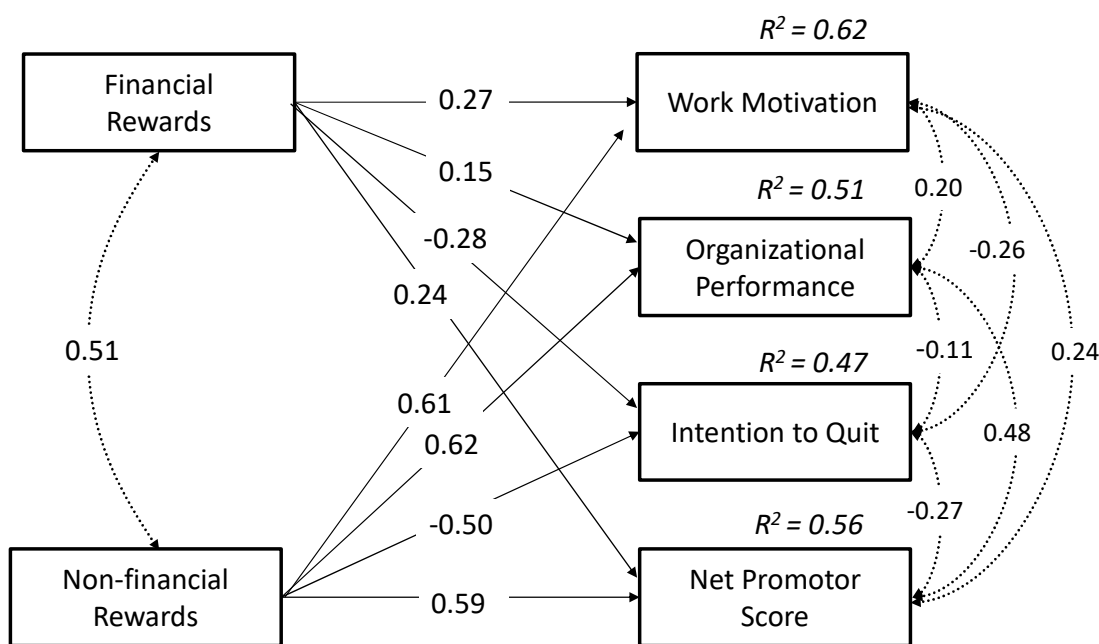 R² = 0.62
Financial
Rewards
0.27
Work Motivation
0.15
R² = 0.51
0.20
-0.28
Organizational
Performance
-0.26
0.24
0.51
R² = 0.47
-0.11
0.24
0.61
0.62
Intention to Quit
0.48
-0.50
R² = 0.56
-0.27
Non-financial
Rewards
0.59
Net Promotor
Score